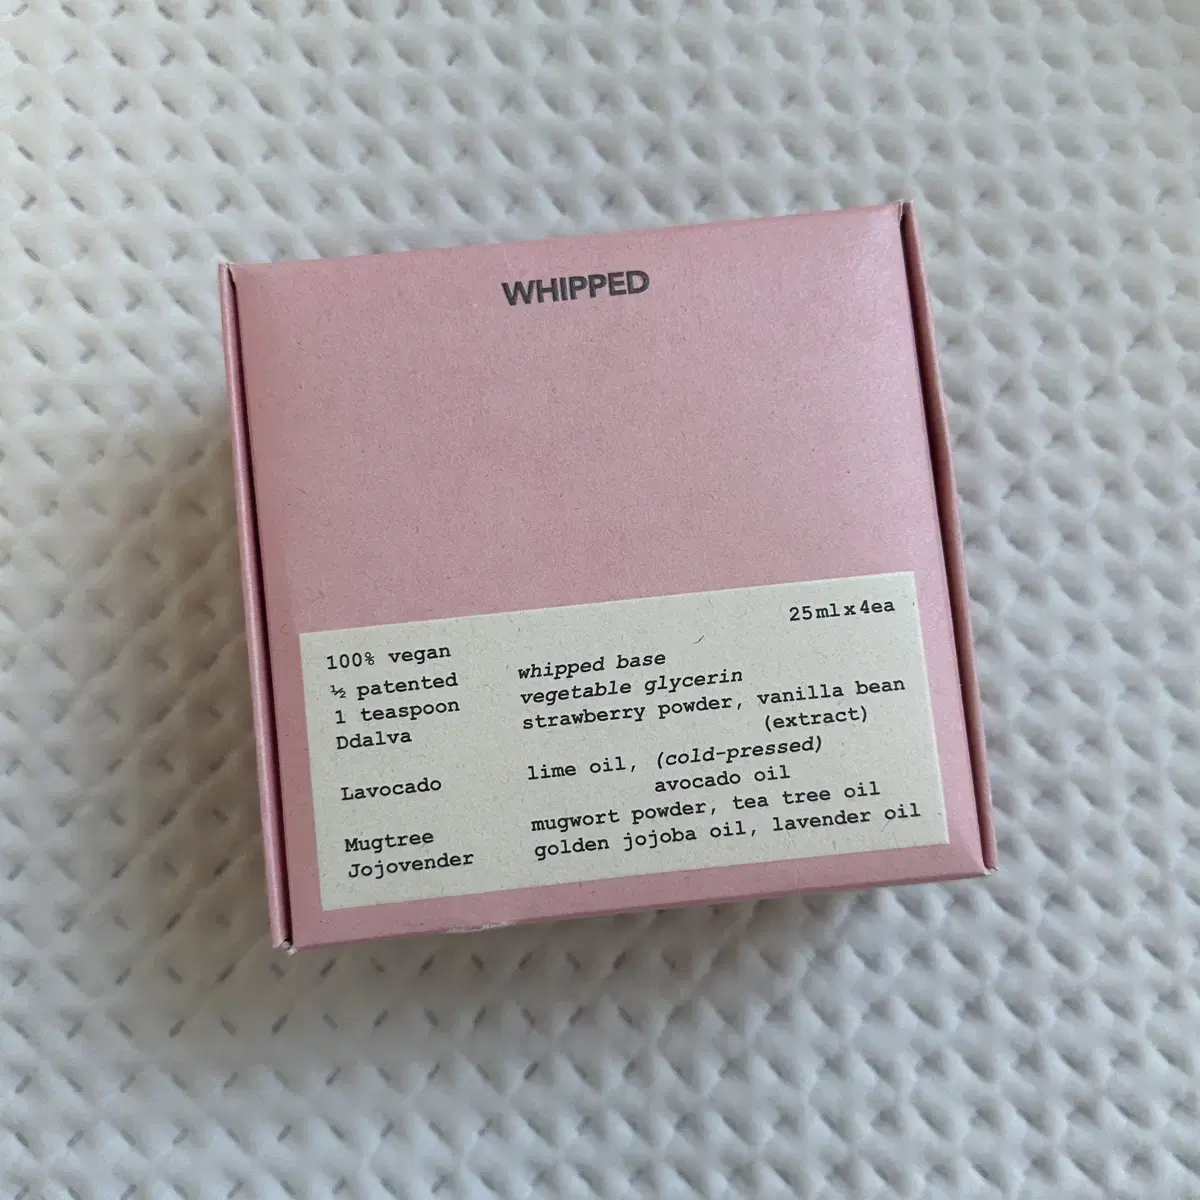 WHIPPED
25ml x 4ea
100% vegan
½ patented whipped base
1 teaspoon vegetable glycerin
Ddalva strawberry powder, vanilla bean
(extract)
Lavocado lime oil, (cold-pressed)
avocado oil
Mugtree mugwort powder, tea tree oil
Jojovender golden jojoba oil, lavender oil